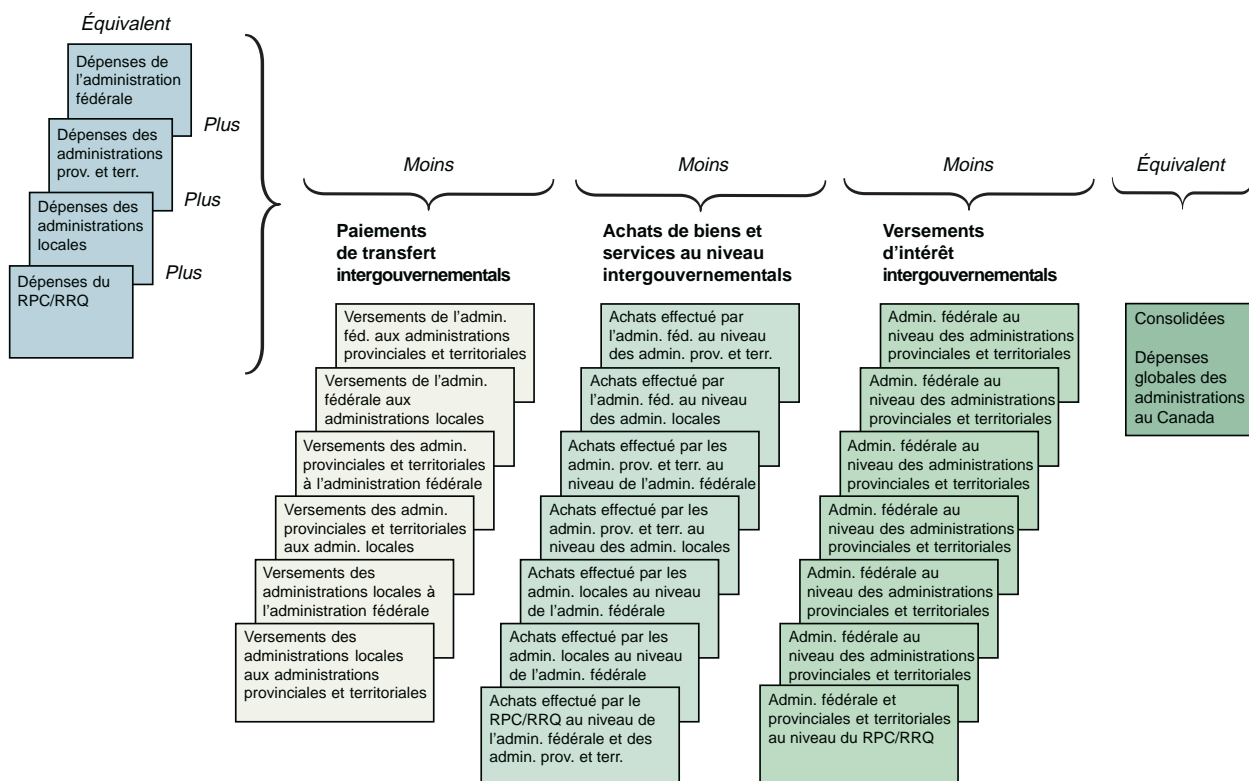 Équivalent
Dépenses de
l'administration
fédérale
Plus
Dépenses des
administrations
prov. et terr.
Plus
Dépenses des
administrations
locales
Plus
Dépenses du
RPC/RRQ
Moins
Paiements
de transfert
intergouvernementals
Versements de l'admin.
féd. aux administrations
provinciales et territoriales
Versements de l'admin.
fédérale aux
administrations locales
Versements des admin.
provinciales et territoriales
à l'administration fédérale
Versements des admin.
provinciales et territoriales
aux admin. locales
Versements des
administrations locales à
l'administration fédérale
Versements des
administrations locales
aux administrations
provinciales et territoriales
Moins
Achats de biens et
services au niveau
intergouvernementals
Achats effectué par
l'admin. féd. au niveau
des admin. prov. et terr.
Achats effectué par
l'admin. féd. au niveau
des admin. locales
Achats effectué par les
admin. prov. et terr. au
niveau de l'admin. fédérale
Achats effectué par les
admin. prov. et terr. au
niveau des admin. locales
Achats effectué par les
admin. locales au niveau
de l'admin. fédérale
Achats effectué par les
admin. locales au niveau
de l'admin. fédérale
Achats effectué par le
RPC/RRQ au niveau de
l'admin. fédérale et des
admin. prov. et terr.
Moins
Versements
d'intérêt
intergouvernementals
Admin. fédérale au
niveau des administrations
provinciales et territoriales
Admin. fédérale au
niveau des administrations
provinciales et territoriales
Admin. fédérale au
niveau des administrations
provinciales et territoriales
Admin. fédérale au
niveau des administrations
provinciales et territoriales
Admin. fédérale au
niveau des administrations
provinciales et territoriales
Admin. fédérale au
niveau des administrations
provinciales et territoriales
Admin. fédérale et
provinciales et territoriales
au niveau du RPC/RRQ
Équivalent
Consolidées
Dépenses
globales des
administrations
au Canada